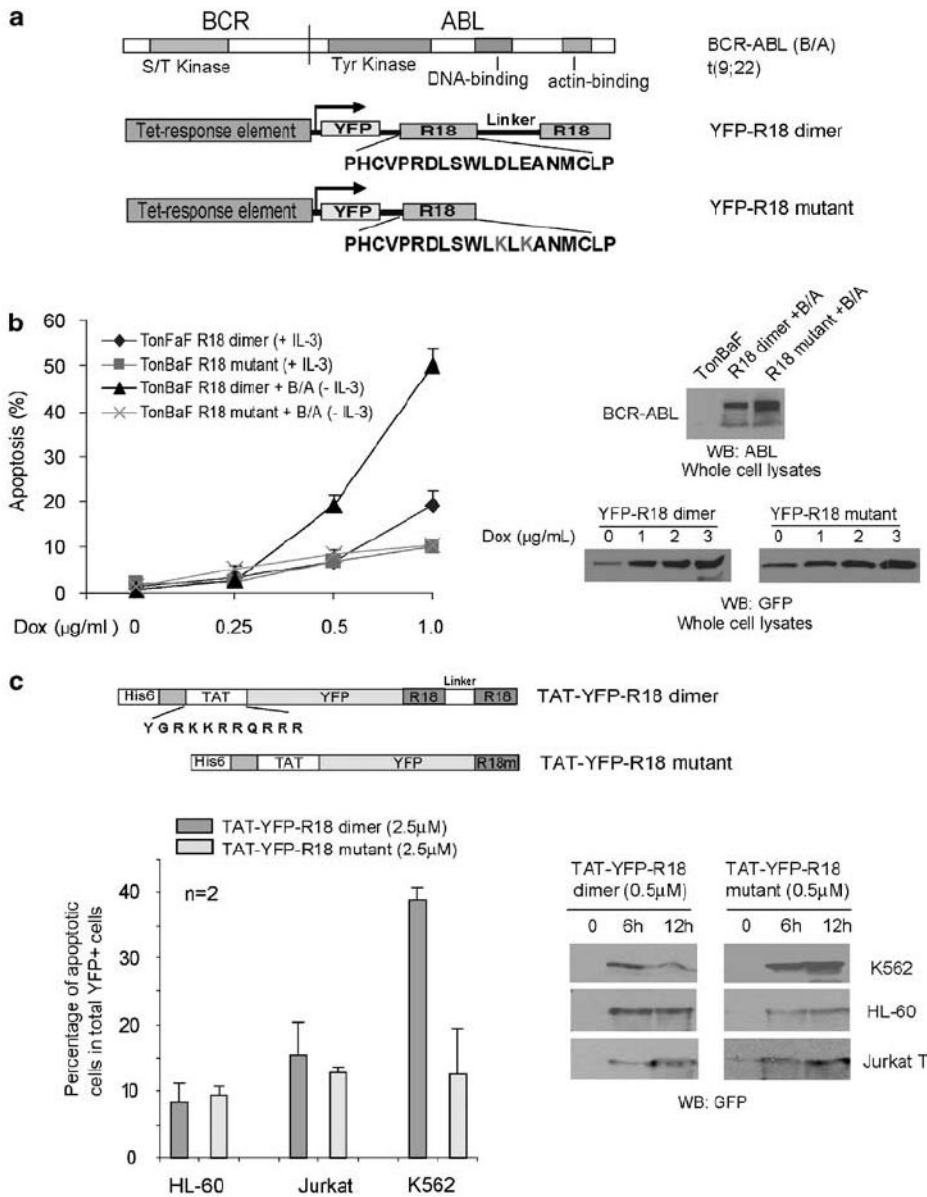 a
BCR ABL
S/T Kinase Tyr Kinase DNA-binding actin-binding
BCR-ABL (B/A)
t(9;22)
Tet-response element YFP R18 Linker R18 YFP-R18 dimer
PHCVPRDLSWLDLEANMCLP
Tet-response element YFP R18 YFP-R18 mutant
PHCVPRDLSWLKLKANMCLP
b
Apoptosis (%)
60
50
40
30
20
10
0
TonFaF R18 dimer (+ IL-3)
TonBaF R18 mutant (+ IL-3)
TonBaF R18 dimer + B/A (- IL-3)
TonBaF R18 mutant + B/A (- IL-3)
Dox (μg/ml) 0 0.25 0.5 1.0
TonBaF
R18 dimer +B/A
R18 mutant +B/A
BCR-ABL
WB: ABL
Whole cell lysates
YFP-R18 dimer YFP-R18 mutant
Dox (μg/mL) 0 1 2 3 0 1 2 3
WB: GFP
Whole cell lysates
c
Linker
His6 TAT YFP R18 R18 TAT-YFP-R18 dimer
Y G R K K R R Q R R R
His6 TAT YFP R18m TAT-YFP-R18 mutant
TAT-YFP-R18 dimer (2.5μM)
TAT-YFP-R18 mutant (2.5μM)
Percentage of apoptotic
cells in total YFP+ cells
n=2
40
30
20
10
0
HL-60 Jurkat K562
TAT-YFP-R18
dimer (0.5μM)
TAT-YFP-R18
mutant (0.5μM)
0 6h 12h 0 6h 12h
K562
HL-60
Jurkat T
WB: GFP